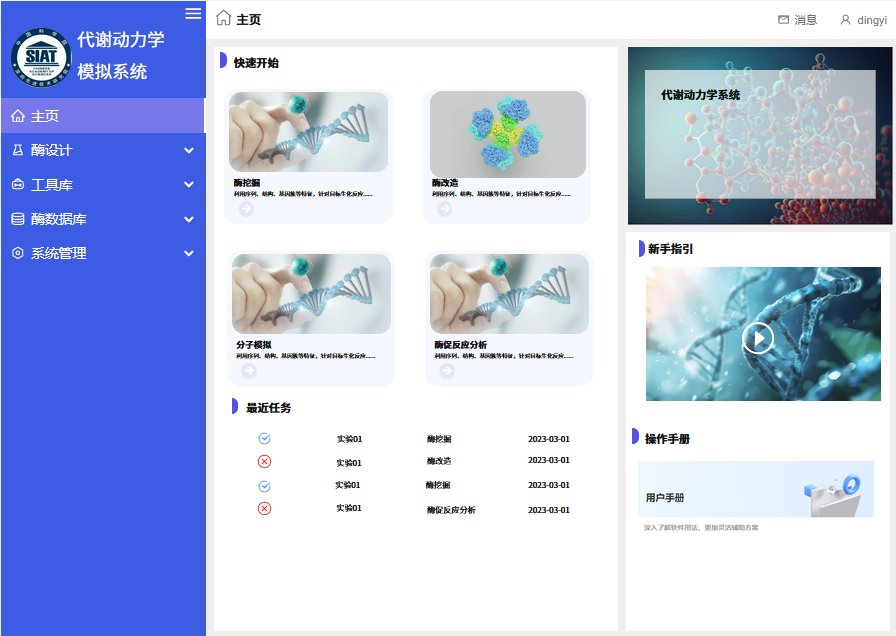 主页
消息
dingyi
SIAT
CHINESE
ACADEMY OF
SCIENCES
代谢动力学
模拟系统
主页
酶设计
工具库
酶数据库
系统管理
快速开始
酶挖掘
利用序列、结构、基因簇等特征，针对目标生化反应......
酶改造
利用序列、结构、基因簇等特征，针对目标生化反应......
分子模拟
利用序列、结构、基因簇等特征，针对目标生化反应......
酶促反应分析
利用序列、结构、基因簇等特征，针对目标生化反应......
最近任务
实验01 酶挖掘 2023-03-01
实验01 酶改造 2023-03-01
实验01 酶挖掘 2023-03-01
实验01 酶促反应分析 2023-03-01
代谢动力学系统
新手指引
操作手册
用户手册
深入了解软件用法，更加灵活辅助方案